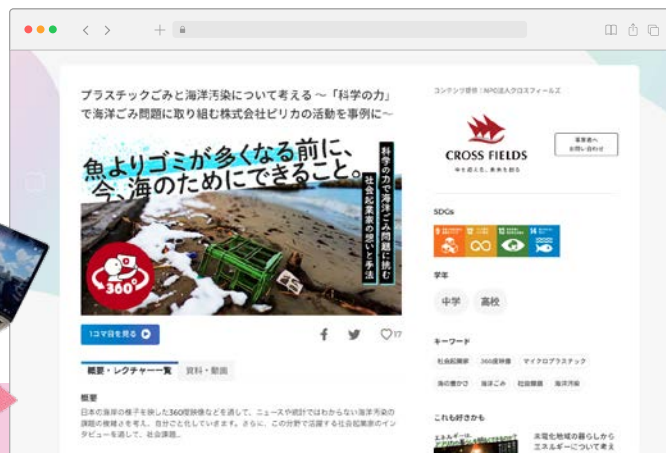 プラスチックごみと海洋汚染について考える ～「科学の力」
で海洋ごみ問題に取り組む株式会社ピリカの活動を事例に～
魚よりゴミが多くなる前に、
今、海のためにできること。
科学の力で海洋ごみ問題に挑む
社会起業家の想いと手法
360°
1コマ目を見る
17
概要・レクチャー一覧
資料・動画
概要
日本の海岸の様子を映した360度映像などを通して、ニュースや統計ではわからない海洋汚染の
課題の複雑さを考え、自分ごと化していきます。さらに、この分野で活躍する社会起業家のイン
タビューを通して、社会課題…
コンテンツ提供：NPO法人クロスフィールズ
CROSS FIELDS
事業者へ
お問い合わせ
SDGs
9
12
13
14
学年
中学
高校
キーワード
社会起業家
360度映像
マイクロプラスチック
海の豊かさ
海洋ごみ
社会課題
海洋汚染
これも好きかも
エネルギーは、
未電化地域の暮らしから
エネルギーについて考え